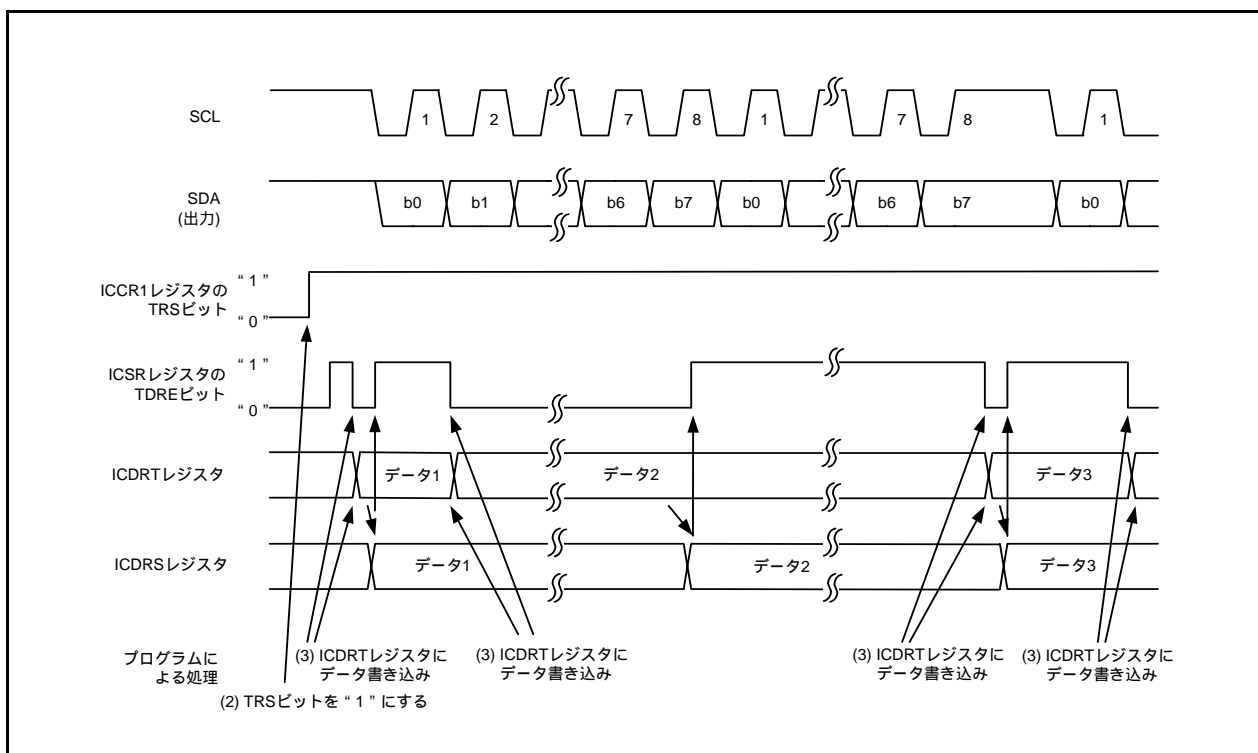 SCL
1 2 7 8 1 7 8 1
SDA
(出力)
b0 b1 b6 b7 b0 b6 b7 b0
ICCR1レジスタの
TRSビット
“ 1 ”
“ 0 ”
ICSRレジスタの
TDREビット
“ 1 ”
“ 0 ”
ICDRTレジスタ
データ1 データ2 データ3
ICDRSレジスタ
データ1 データ2 データ3
プログラムに
よる処理
(3) ICDRTレジスタに
データ書き込み
(3) ICDRTレジスタに
データ書き込み
(3) ICDRTレジスタに
データ書き込み
(3) ICDRTレジスタに
データ書き込み
(2) TRSビットを “ 1 ” にする